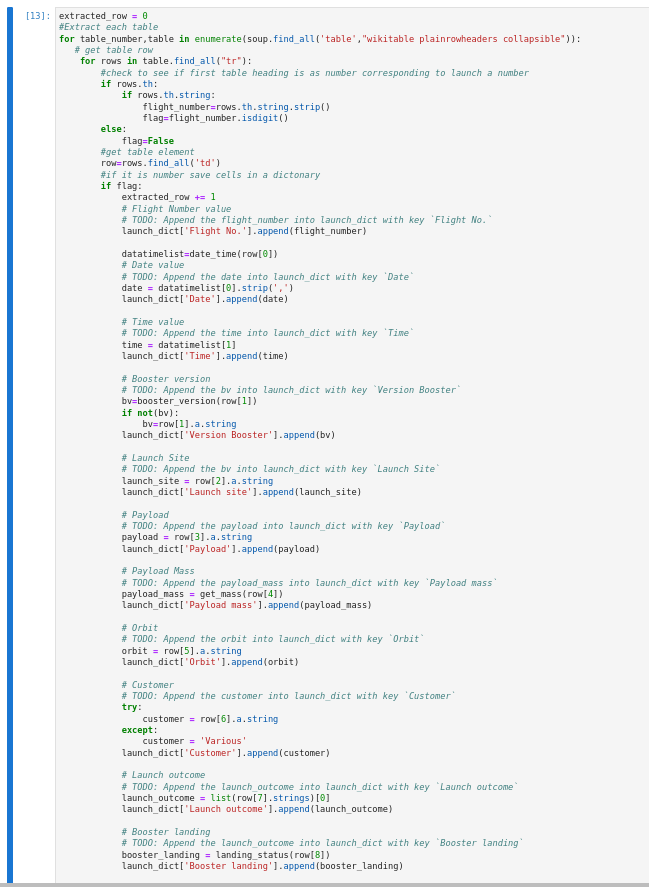 [13]: extracted_row = 0
#Extract each table
for table_number,table in enumerate(soup.find_all('table',"wikitable plainrowheaders collapsible")):
   # get table row
    for rows in table.find_all("tr"):
        #check to see if first table heading is as number corresponding to launch a number
        if rows.th:
            if rows.th.string:
                flight_number=rows.th.string.strip()
                flag=flight_number.isdigit()
        else:
            flag=False
        #get table element
        row=rows.find_all('td')
        #if it is number save cells in a dictonary
        if flag:
            extracted_row += 1
            # Flight Number value
            # TODO: Append the flight_number into launch_dict with key `Flight No.`
            launch_dict['Flight No.'].append(flight_number)

            datatimelist=date_time(row[0])
            # Date value
            # TODO: Append the date into launch_dict with key `Date`
            date = datatimelist[0].strip(',')
            launch_dict['Date'].append(date)

            # Time value
            # TODO: Append the time into launch_dict with key `Time`
            time = datatimelist[1]
            launch_dict['Time'].append(time)

            # Booster version
            # TODO: Append the bv into launch_dict with key `Version Booster`
            bv=booster_version(row[1])
            if not(bv):
                bv=row[1].a.string
            launch_dict['Version Booster'].append(bv)

            # Launch Site
            # TODO: Append the bv into launch_dict with key `Launch Site`
            launch_site = row[2].a.string
            launch_dict['Launch site'].append(launch_site)

            # Payload
            # TODO: Append the payload into launch_dict with key `Payload`
            payload = row[3].a.string
            launch_dict['Payload'].append(payload)

            # Payload Mass
            # TODO: Append the payload_mass into launch_dict with key `Payload mass`
            payload_mass = get_mass(row[4])
            launch_dict['Payload mass'].append(payload_mass)

            # Orbit
            # TODO: Append the orbit into launch_dict with key `Orbit`
            orbit = row[5].a.string
            launch_dict['Orbit'].append(orbit)

            # Customer
            # TODO: Append the customer into launch_dict with key `Customer`
            try:
                customer = row[6].a.string
            except:
                customer = 'Various'
            launch_dict['Customer'].append(customer)

            # Launch outcome
            # TODO: Append the launch_outcome into launch_dict with key `Launch outcome`
            launch_outcome = list(row[7].strings)[0]
            launch_dict['Launch outcome'].append(launch_outcome)

            # Booster landing
            # TODO: Append the launch_outcome into launch_dict with key `Booster landing`
            booster_landing = landing_status(row[8])
            launch_dict['Booster landing'].append(booster_landing)